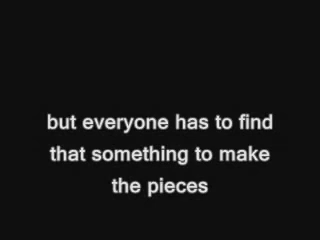 but everyone has to find
that something to make
the pieces